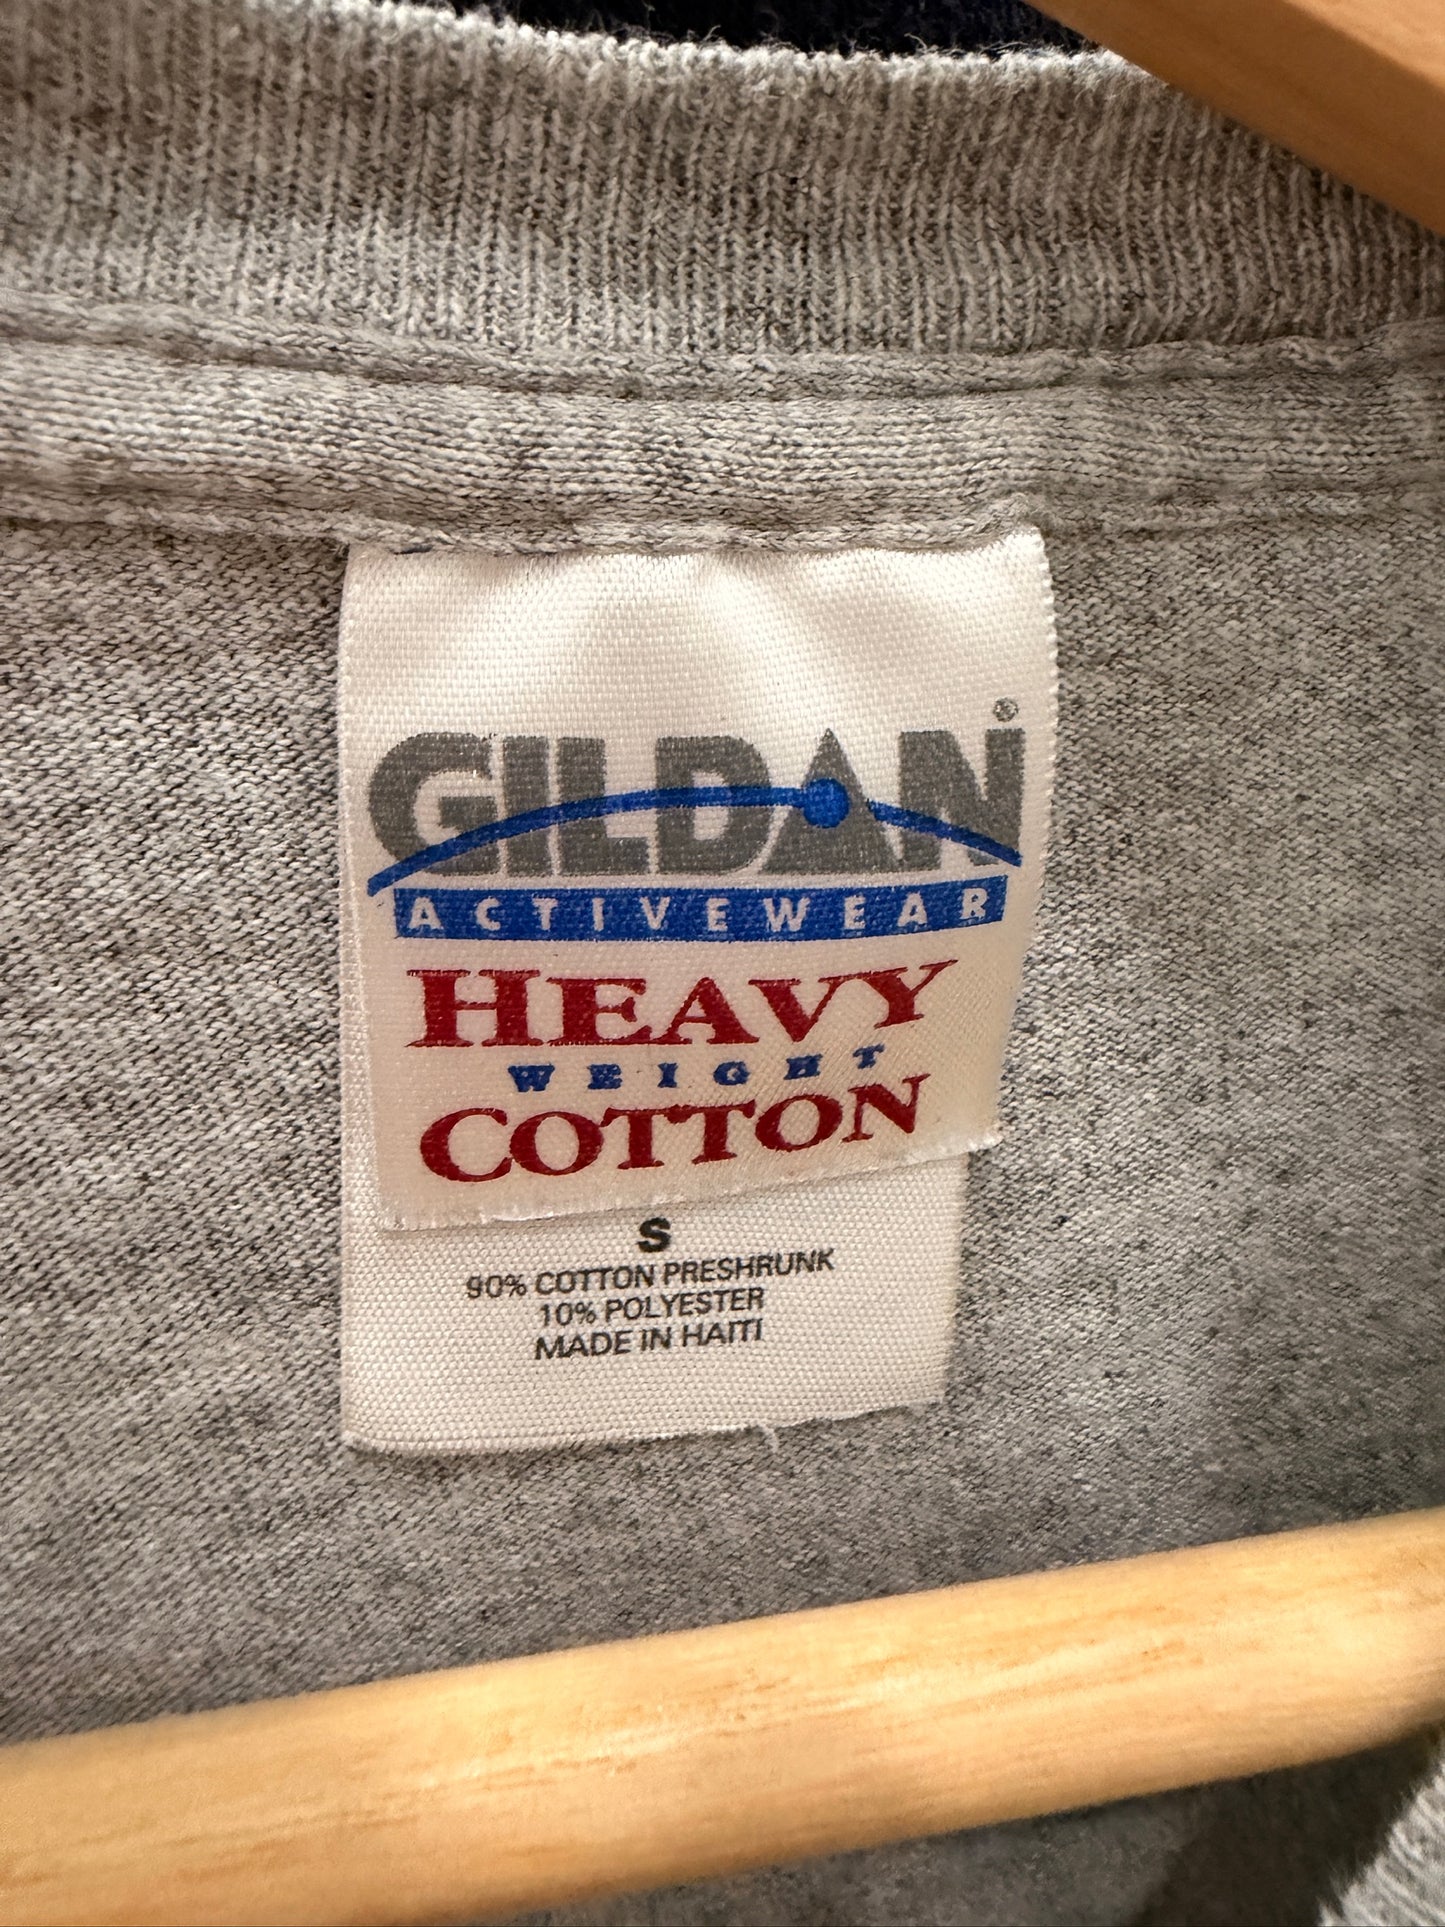 GILDAN®
ACTIVEWEAR
HEAVY
WEIGHT
COTTON
S
90% COTTON PRESHRUNK
10% POLYESTER
MADE IN HAITI